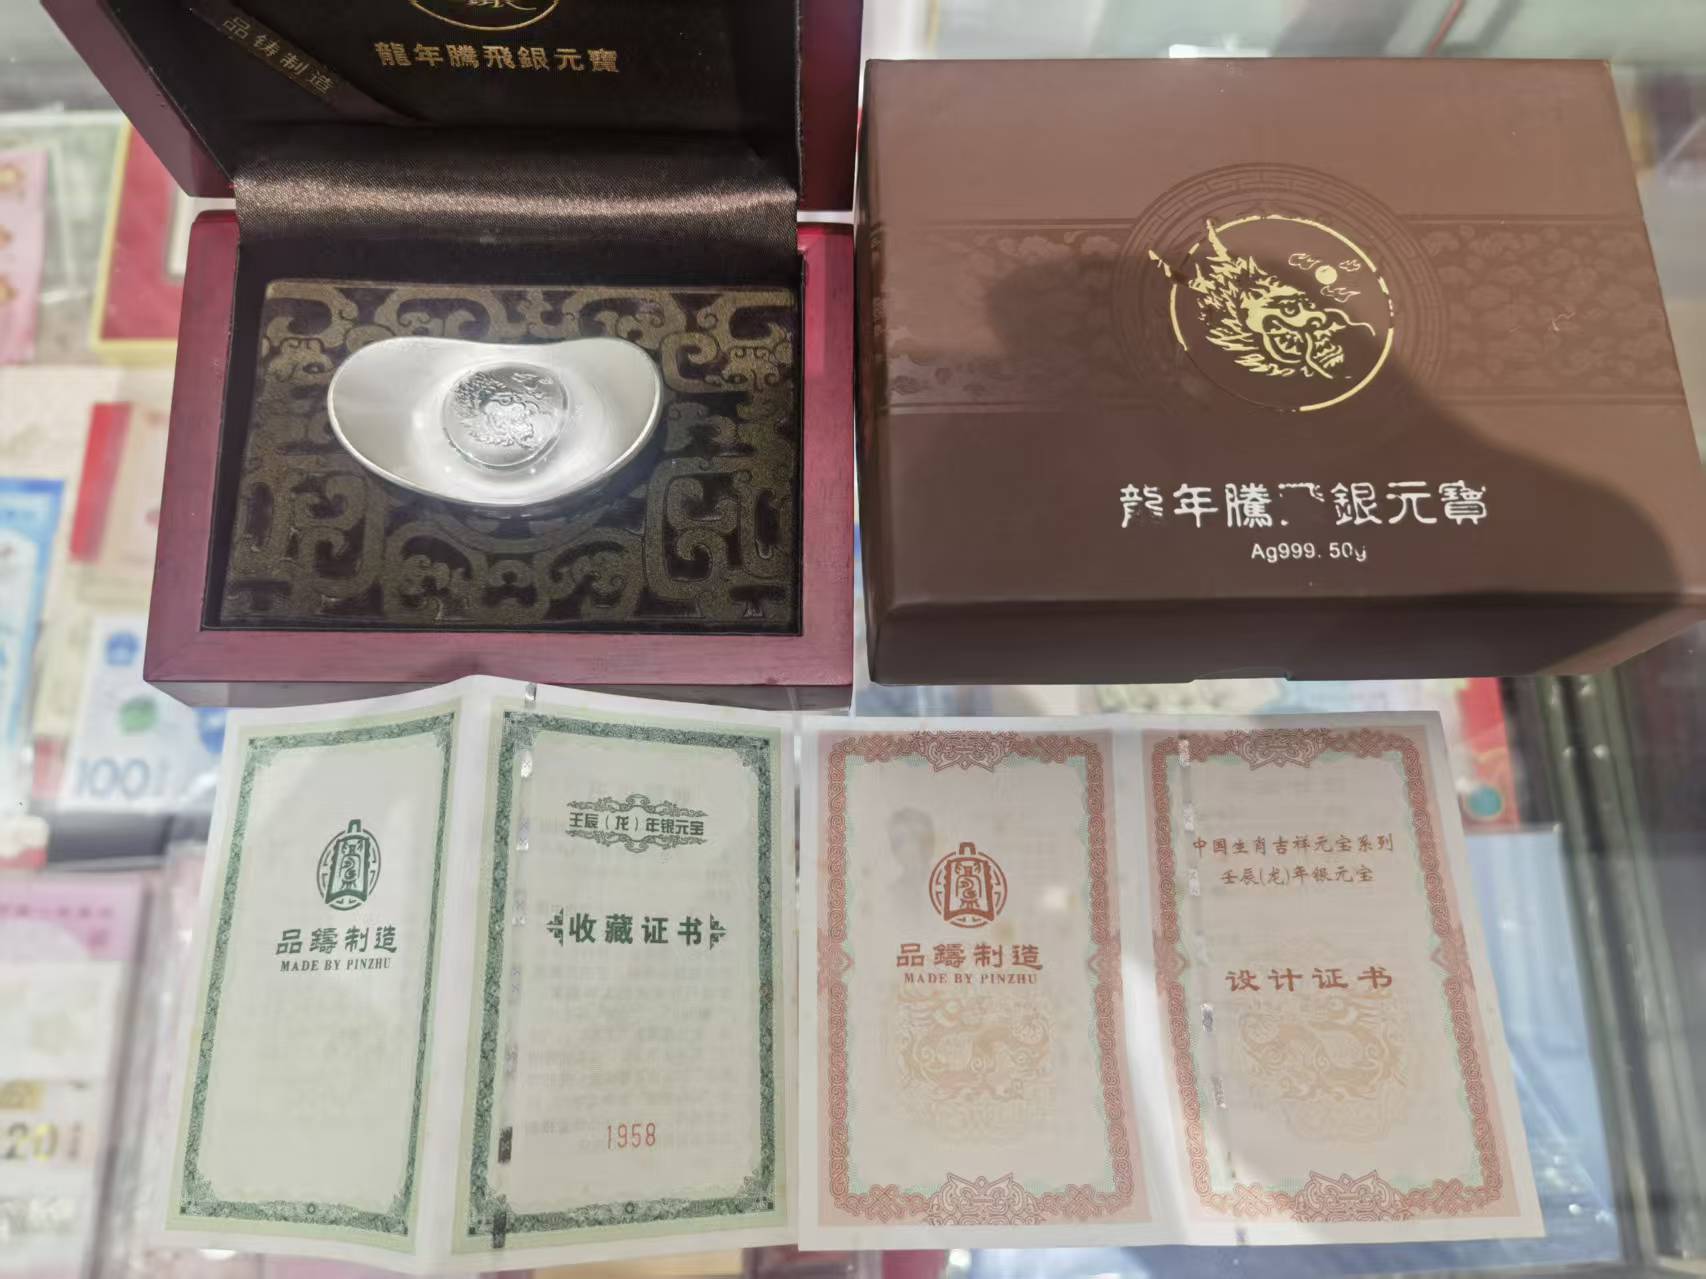 品铸制造
龍年騰飛銀元寶
龍年騰飛銀元寶
Ag999. 50g
品鑄制造
MADE BY PINZHU
壬辰（龙）年银元宝
收藏证书
1958
品鑄制造
MADE BY PINZHU
中国生肖吉祥元宝系列
壬辰(龙)年银元宝
设计证书
100
20